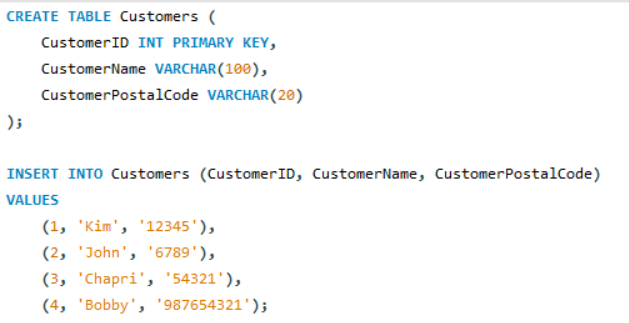 CREATE TABLE Customers (
    CustomerID INT PRIMARY KEY,
    CustomerName VARCHAR(100),
    CustomerPostalCode VARCHAR(20)
);

INSERT INTO Customers (CustomerID, CustomerName, CustomerPostalCode)
VALUES
    (1, 'Kim', '12345'),
    (2, 'John', '6789'),
    (3, 'Chapri', '54321'),
    (4, 'Bobby', '987654321');